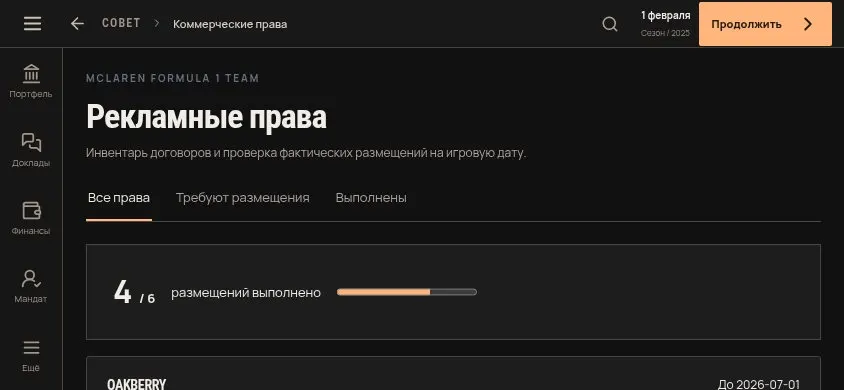 СОВЕТ
Коммерческие права
1 февраля
Сезон / 2025
Продолжить
Портфель
Доклады
Финансы
Мандат
Ещё
MCLAREN FORMULA 1 TEAM
Рекламные права
Инвентарь договоров и проверка фактических размещений на игровую дату.
Все права
Требуют размещения
Выполнены
4 / 6 размещений выполнено
OAKBERRY
До 2026-07-01